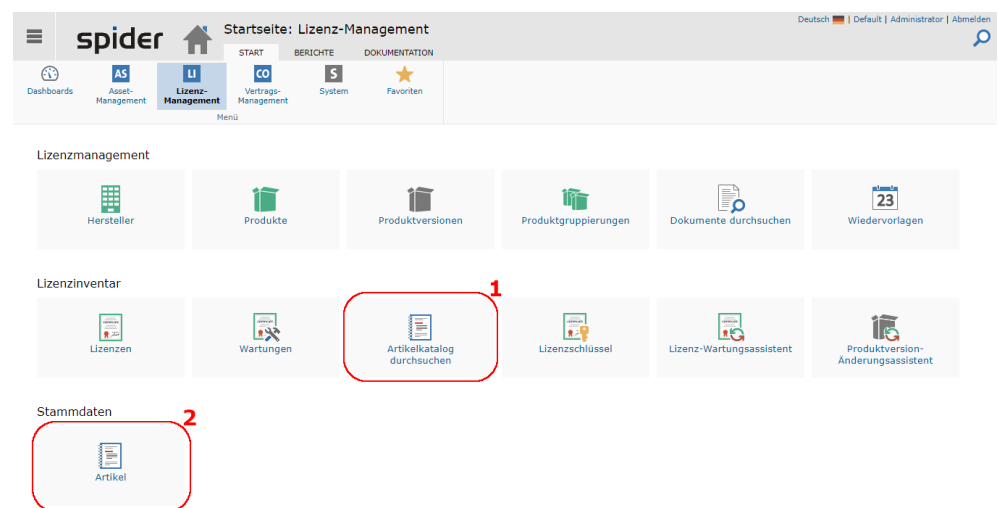 Deutsch | Default | Administrator | Abmelden
spider
Startseite: Lizenz-Management
START BERICHTE DOKUMENTATION
AS LI CO S
Dashboards Asset-Management Lizenz-Management Vertrags-Management System Favoriten
Menü
Lizenzmanagement
23
Hersteller Produkte Produktversionen Produktgruppierungen Dokumente durchsuchen Wiedervorlagen
Lizenzinventar
1
Lizenzen Wartungen Artikelkatalog durchsuchen Lizenzschlüssel Lizenz-Wartungsassistent Produktversion-Änderungsassistent
Stammdaten
2
Artikel